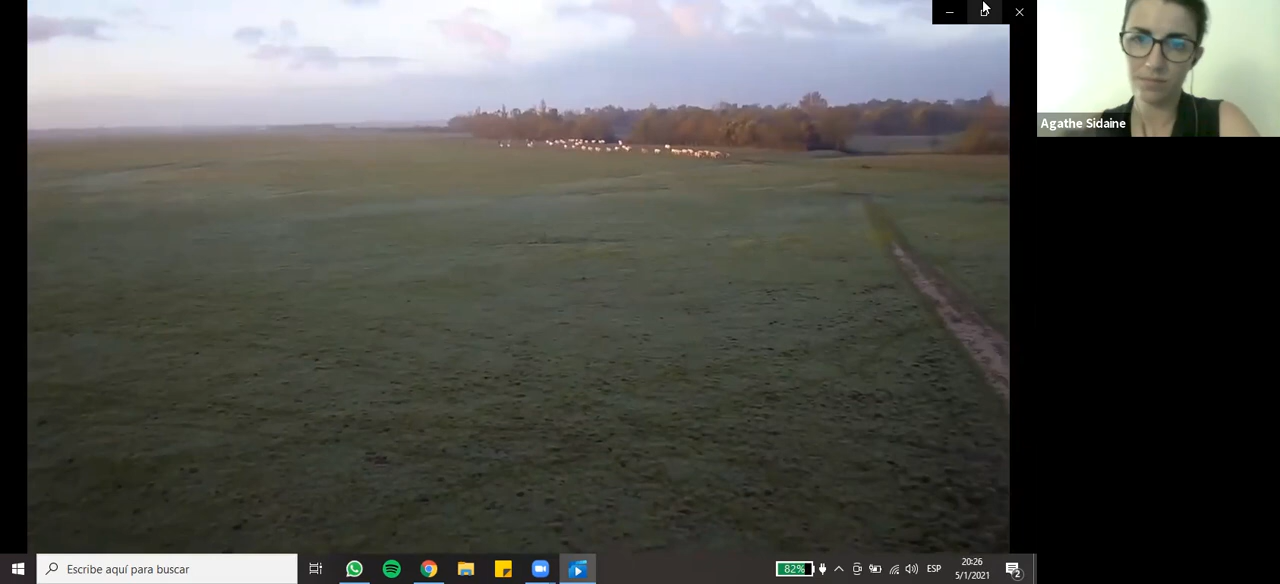 Agathe Sidaine
Escribe aquí para buscar
82%
ESP
20:26
5/1/2021
2